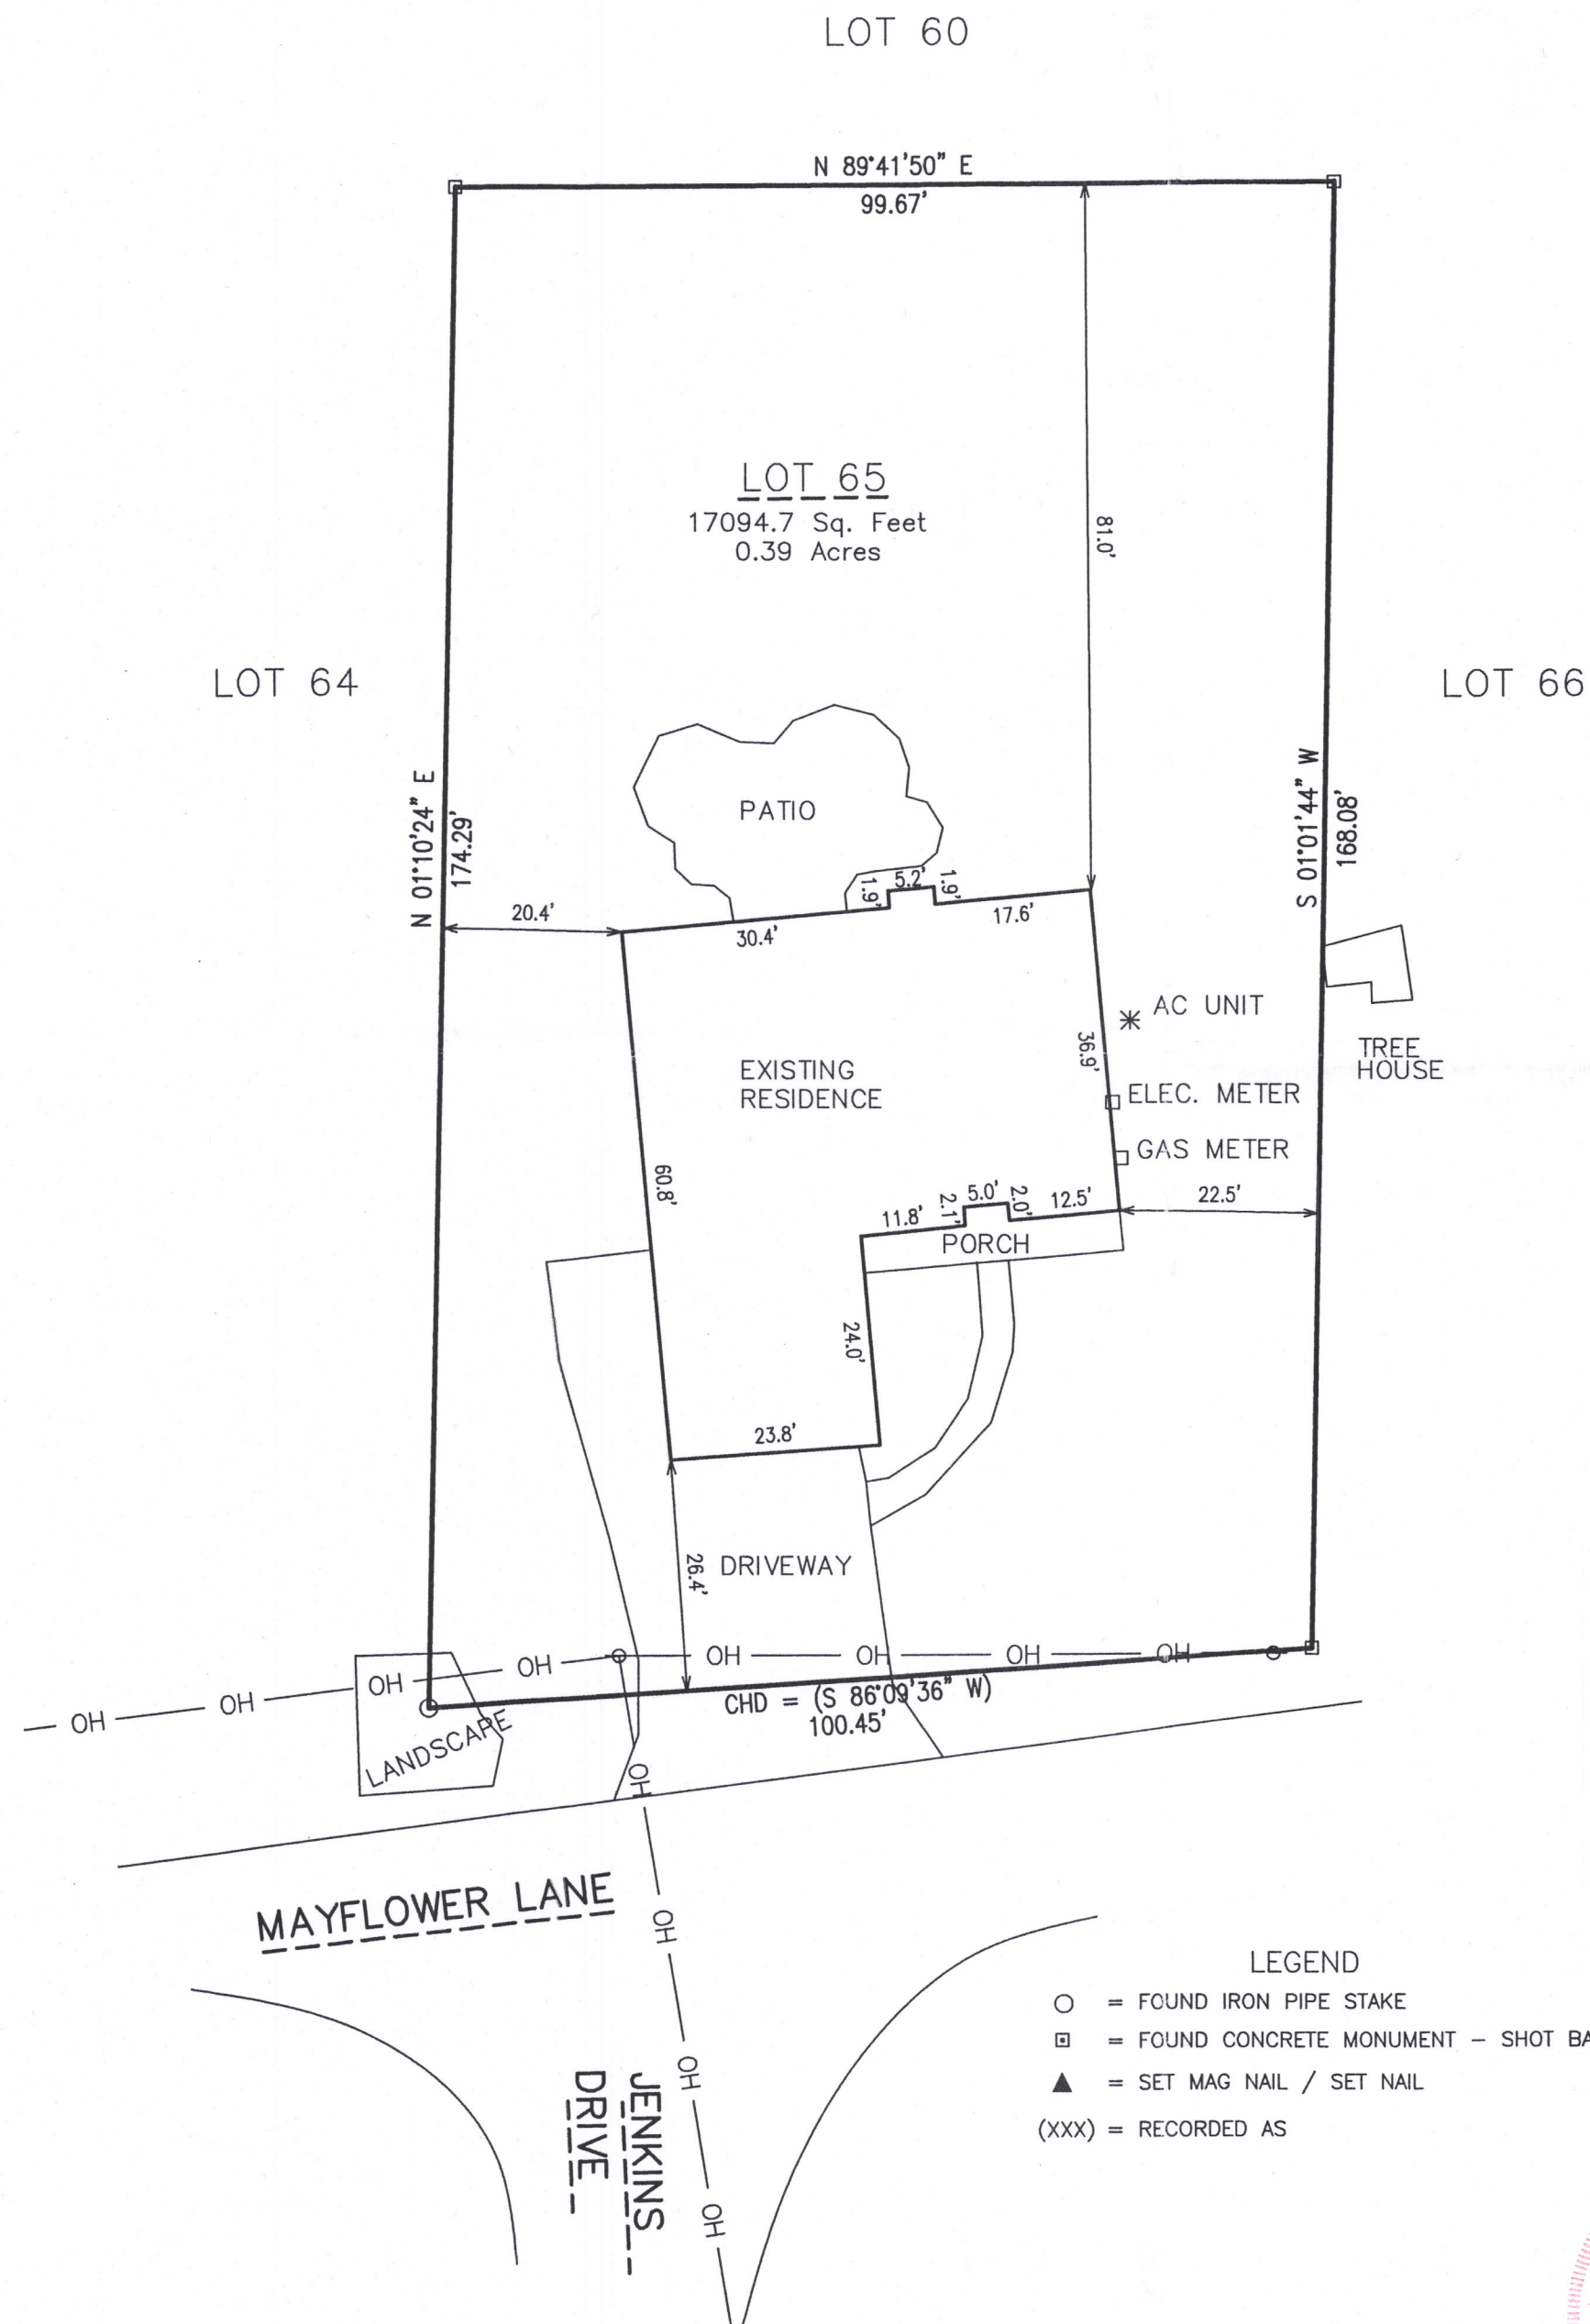 LOT 60
N 89°41'50" E
99.67'
LOT 65
17094.7 Sq. Feet
0.39 Acres
81.0'
LOT 64
LOT 66
N 01°10'24" E
174.29'
S 01°01'44" W
168.08'
PATIO
20.4'
30.4'
1.9'
5.2'
1.9'
17.6'
AC UNIT
36.9'
TREE
HOUSE
EXISTING
RESIDENCE
ELEC. METER
GAS METER
60.8'
11.8'
2.1'
5.0'
2.0'
12.5'
22.5'
PORCH
24.0'
23.8'
26.4'
DRIVEWAY
OH
OH
OH
OH
OH
OH
OH
OH
CHD = (S 86°09'36" W)
100.45'
LANDSCAPE
OH
MAYFLOWER LANE
OH
OH
OH
JENKINS
DRIVE
LEGEND
○ = FOUND IRON PIPE STAKE
= FOUND CONCRETE MONUMENT – SHOT BA
▲ = SET MAG NAIL / SET NAIL
(XXX) = RECORDED AS